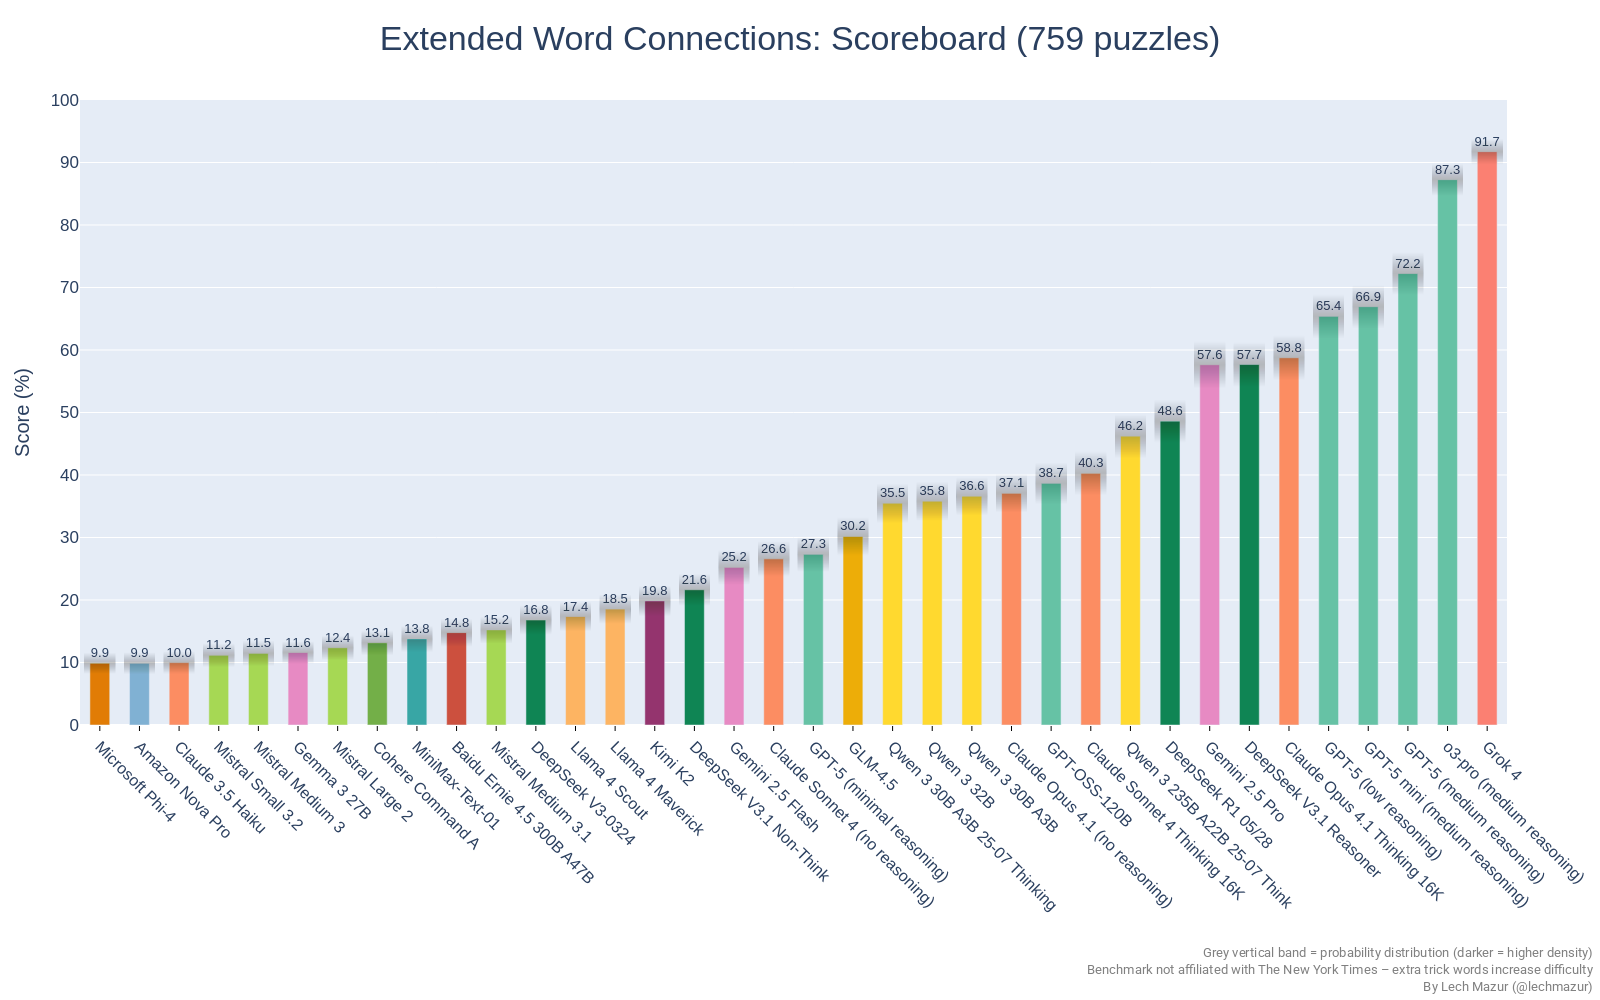 Extended Word Connections: Scoreboard (759 puzzles)
Score (%)
100
90
80
70
60
50
40
30
20
10
0
9.9
9.9
10.0
11.2
11.5
11.6
12.4
13.1
13.8
14.8
15.2
16.8
17.4
18.5
19.8
21.6
25.2
26.6
27.3
30.2
35.5
35.8
36.6
37.1
38.7
40.3
46.2
48.6
57.6
57.7
58.8
65.4
66.9
72.2
87.3
91.7
Microsoft Phi-4
Amazon Nova Pro
Claude 3.5 Haiku
Mistral Small 3.2
Mistral Medium 3
Gemma 3 27B
Mistral Large 2
Cohere Command A
MiniMax-Text-01
Baidu Ernie 4.5 300B A47B
Mistral Medium 3.1
DeepSeek V3-0324
Llama 4 Scout
Llama 4 Maverick
Kimi K2
DeepSeek V3.1 Non-Think
Gemini 2.5 Flash
Claude Sonnet 4 (no reasoning)
GPT-5 (minimal reasoning)
GLM-4.5
Qwen 3 30B A3B 25-07 Thinking
Qwen 3 32B
Qwen 3 30B A3B
Claude Opus 4.1 (no reasoning)
GPT-OSS-120B
Claude Sonnet 4 Thinking 16K
Qwen 3 235B A22B 25-07 Think
DeepSeek R1 05/28
Gemini 2.5 Pro
DeepSeek V3.1 Reasoner
Claude Opus 4.1 Thinking 16K
GPT-5 (low reasoning)
GPT-5 mini (medium reasoning)
GPT-5 (medium reasoning)
o3-pro (medium reasoning)
Grok 4
Grey vertical band = probability distribution (darker = higher density)
Benchmark not affiliated with The New York Times – extra trick words increase difficulty
By Lech Mazur (@lechmazur)